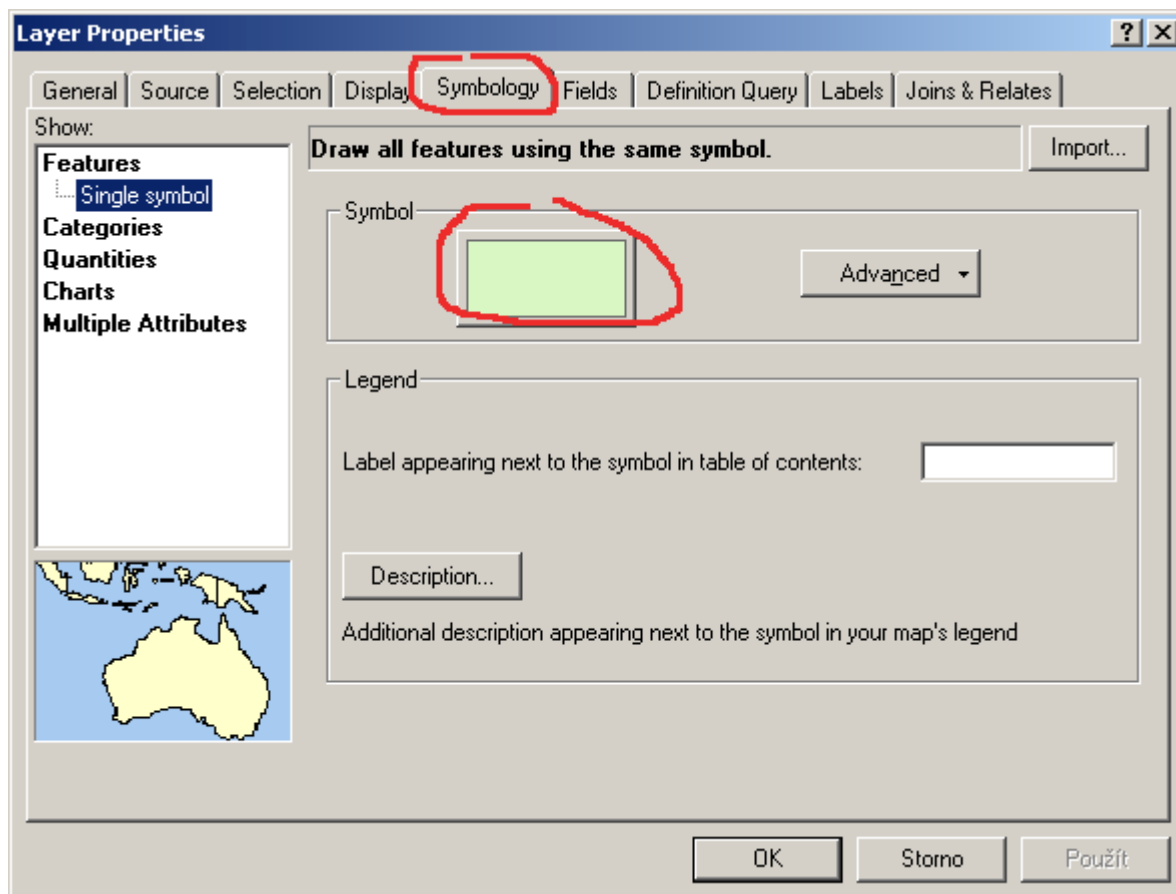 Layer Properties
General Source Selection Display Symbology Fields Definition Query Labels Joins & Relates
Show:
Features
Single symbol
Categories
Quantities
Charts
Multiple Attributes
Draw all features using the same symbol.
Import...
Symbol
Advanced
Legend
Label appearing next to the symbol in table of contents:
Description...
Additional description appearing next to the symbol in your map's legend
OK Storno Použít